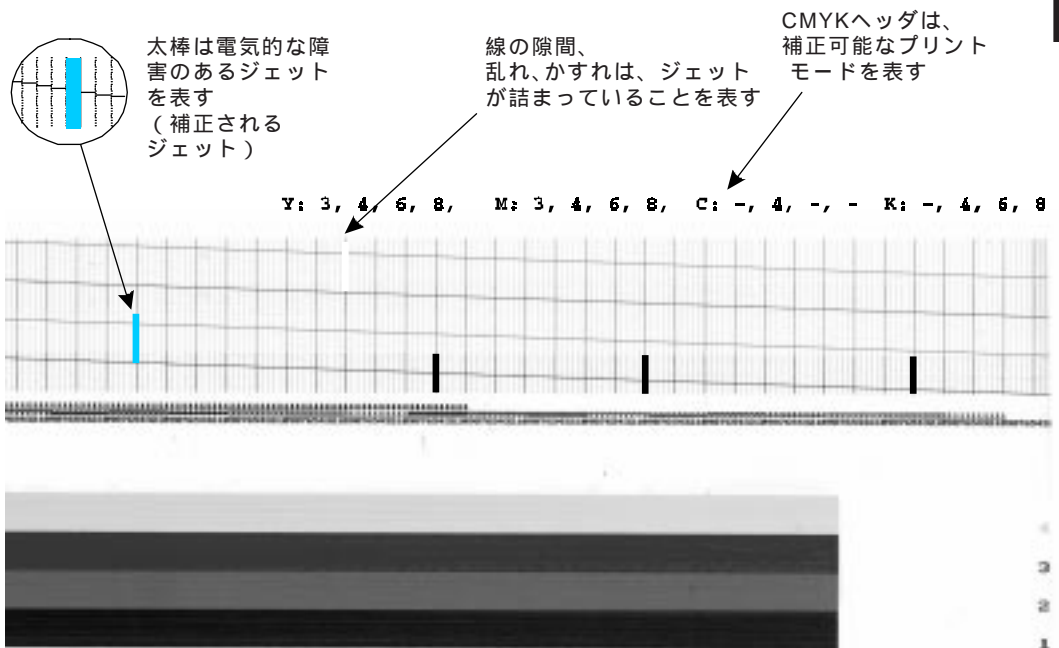 太棒は電気的な障
害のあるジェット
を表す
(補正される
ジェット)
線の隙間、
乱れ、かすれは、ジェット
が詰まっていることを表す
CMYKヘッダは、
補正可能なプリント
モードを表す
Y: 3, 4, 6, 8, M: 3, 4, 6, 8, C: -, 4, -, - K: -, 4, 6, 8
4
3
2
1